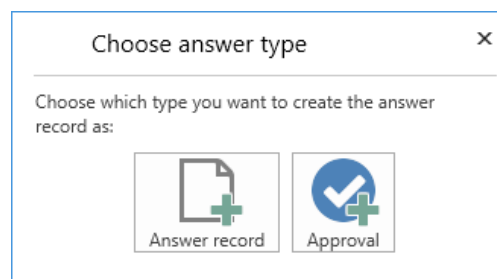 Choose answer type
Choose which type you want to create the answer
record as:
Answer record
Approval